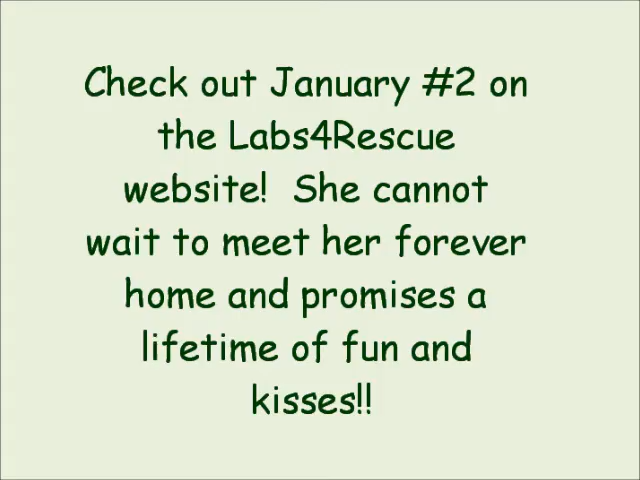 Check out January #2 on
the Labs4Rescue
website!  She cannot
wait to meet her forever
home and promises a
lifetime of fun and
kisses!!